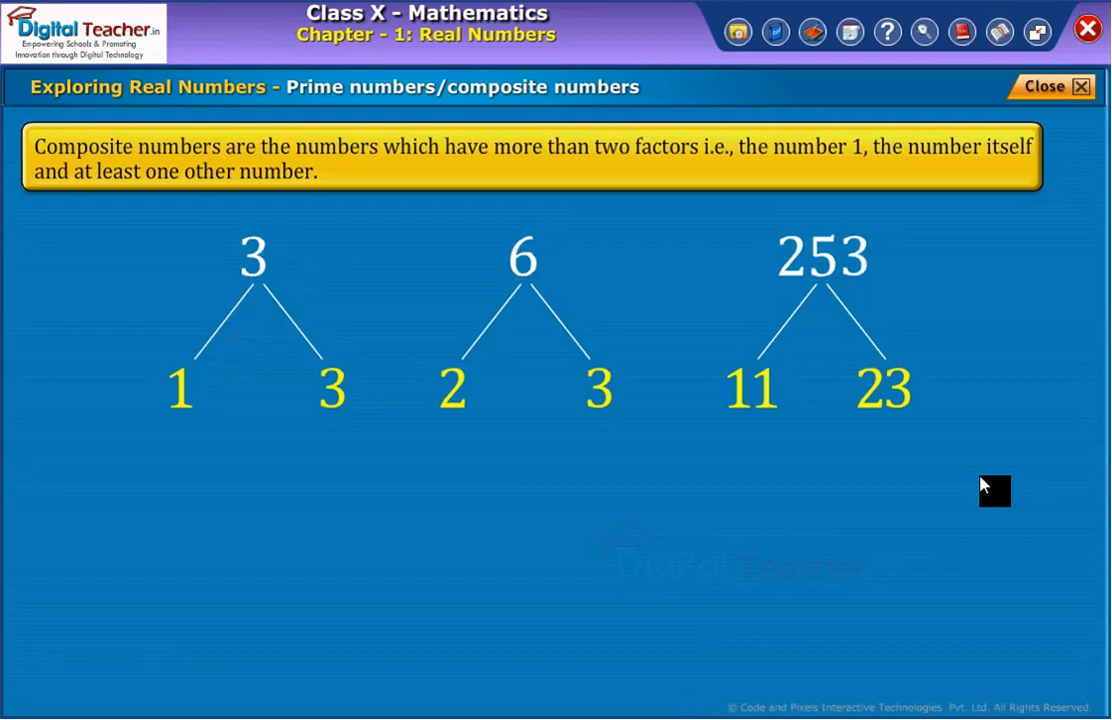 Digital Teacher.in
Empowering Schools & Promoting
Innovation through Digital Technology
Class X - Mathematics
Chapter - 1: Real Numbers
?
Exploring Real Numbers - Prime numbers/composite numbers
Close
Composite numbers are the numbers which have more than two factors i.e., the number 1, the number itself
and at least one other number.
3 6 253
1 3 2 3 11 23
Digital Teacher
© Code and Pixels Interactive Technologies Pvt. Ltd. All Rights Reserved.